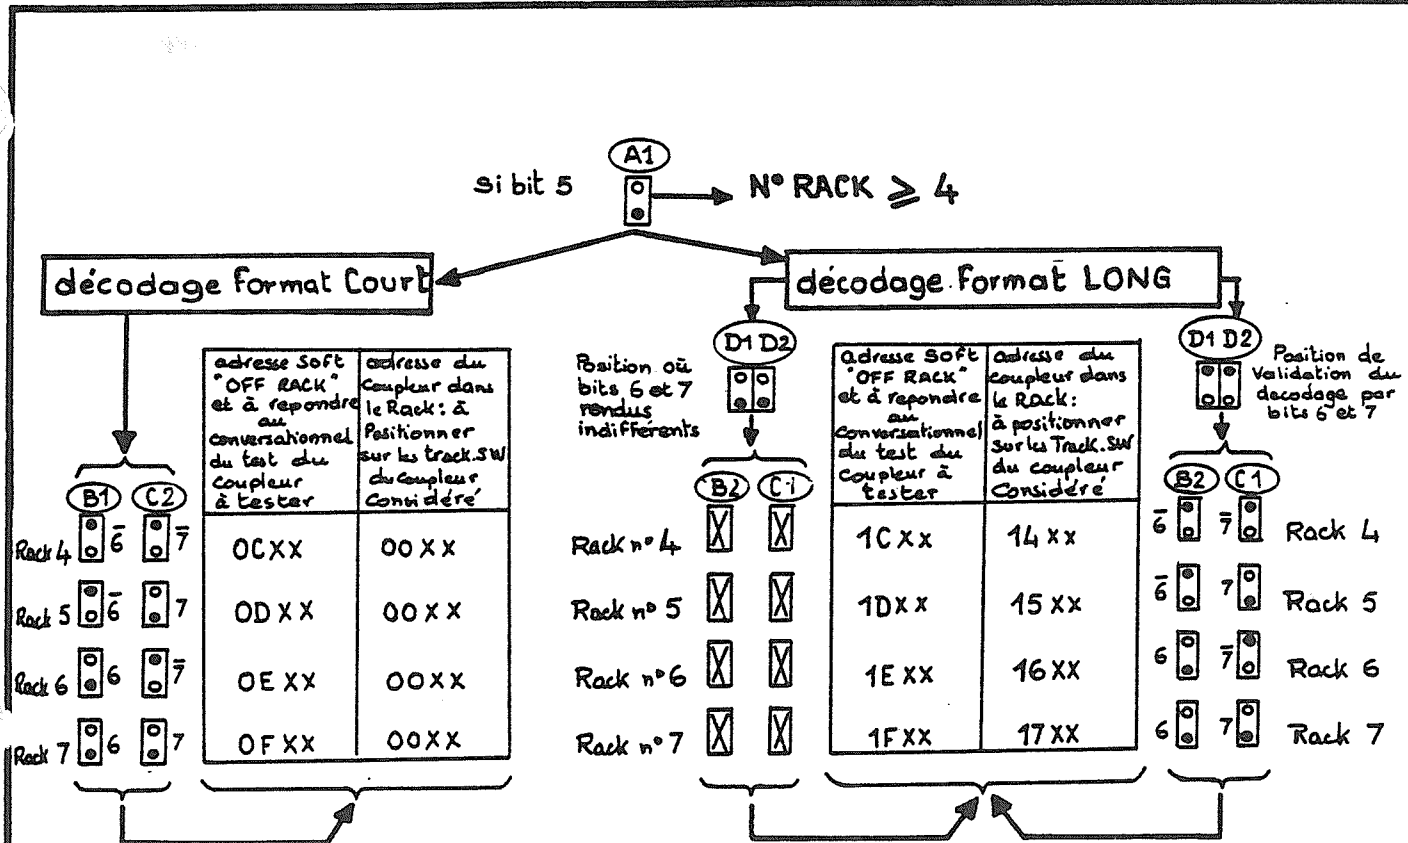 A1
si bit 5
N° RACK ≥ 4
décodage Format Court
décodage Format LONG
adresse Soft
"OFF RACK"
et à repondre
au
conversationnel
du test du
coupleur
à tester
adresse du
Coupleur dans
le Rack : à
Positionner
sur les track.SW
du Coupleur
Considéré
B1 C2
Rack 4 6̅ 7̅ 0CXX 00XX
Rack 5 6̅ 7 0DXX 00XX
Rack 6 6 7̅ 0EXX 00XX
Rack 7 6 7 0FXX 00XX
D1 D2
Position où
bits 6 et 7
rendus
indifférents
B2 C1
Rack n° 4
Rack n° 5
Rack n° 6
Rack n° 7
adresse Soft
"OFF RACK"
et à repondre
au
Conversationnel
du test du
Coupleur à
tester
adresse du
coupleur dans
le Rack :
à positionner
sur les Track.SW
du coupleur
Considéré
1CXX 14XX
1DXX 15XX
1EXX 16XX
1FXX 17XX
D1 D2
Position de
Validation du
decodage par
bits 6 et 7
B2 C1
6̅ 7̅ Rack 4
6̅ 7 Rack 5
6 7̅ Rack 6
6 7 Rack 7